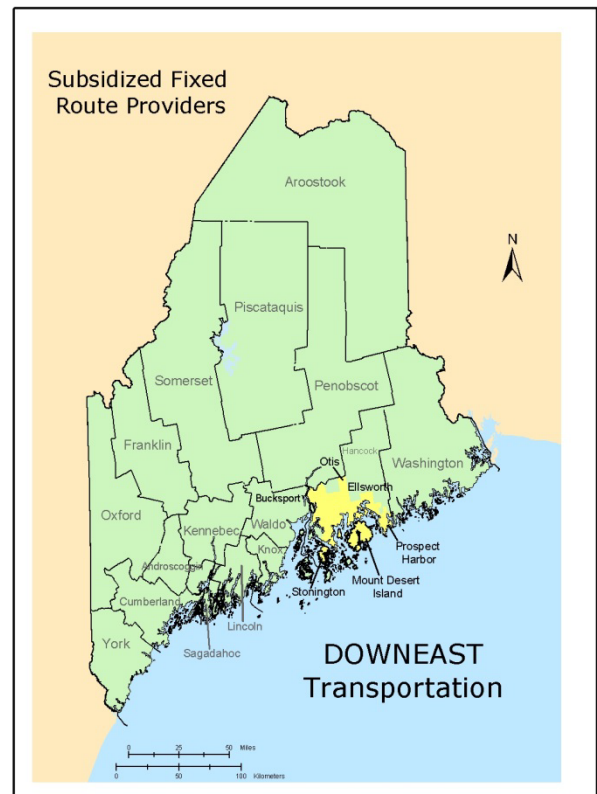 Subsidized Fixed
Route Providers
Aroostook
N
Piscataquis
Somerset
Penobscot
Franklin
Hancock
Washington
Otis
Ellsworth
Bucksport
Oxford
Waldo
Kennebec
Knox
Prospect
Harbor
Androscoggin
Mount Desert
Island
Stonington
Cumberland
Lincoln
York
Sagadahoc
DOWNEAST
Transportation
0 25 50 Miles
0 50 100 Kilometers